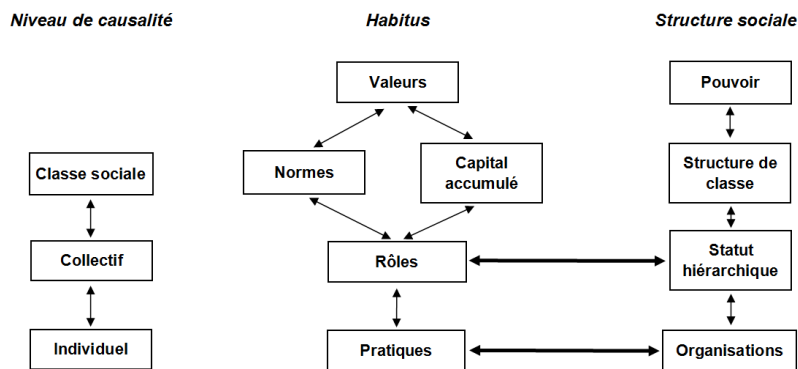 Niveau de causalité
Habitus
Structure sociale
Valeurs
Pouvoir
Classe sociale
Normes
Capital
accumulé
Structure de
classe
Collectif
Rôles
Statut
hiérarchique
Individuel
Pratiques
Organisations